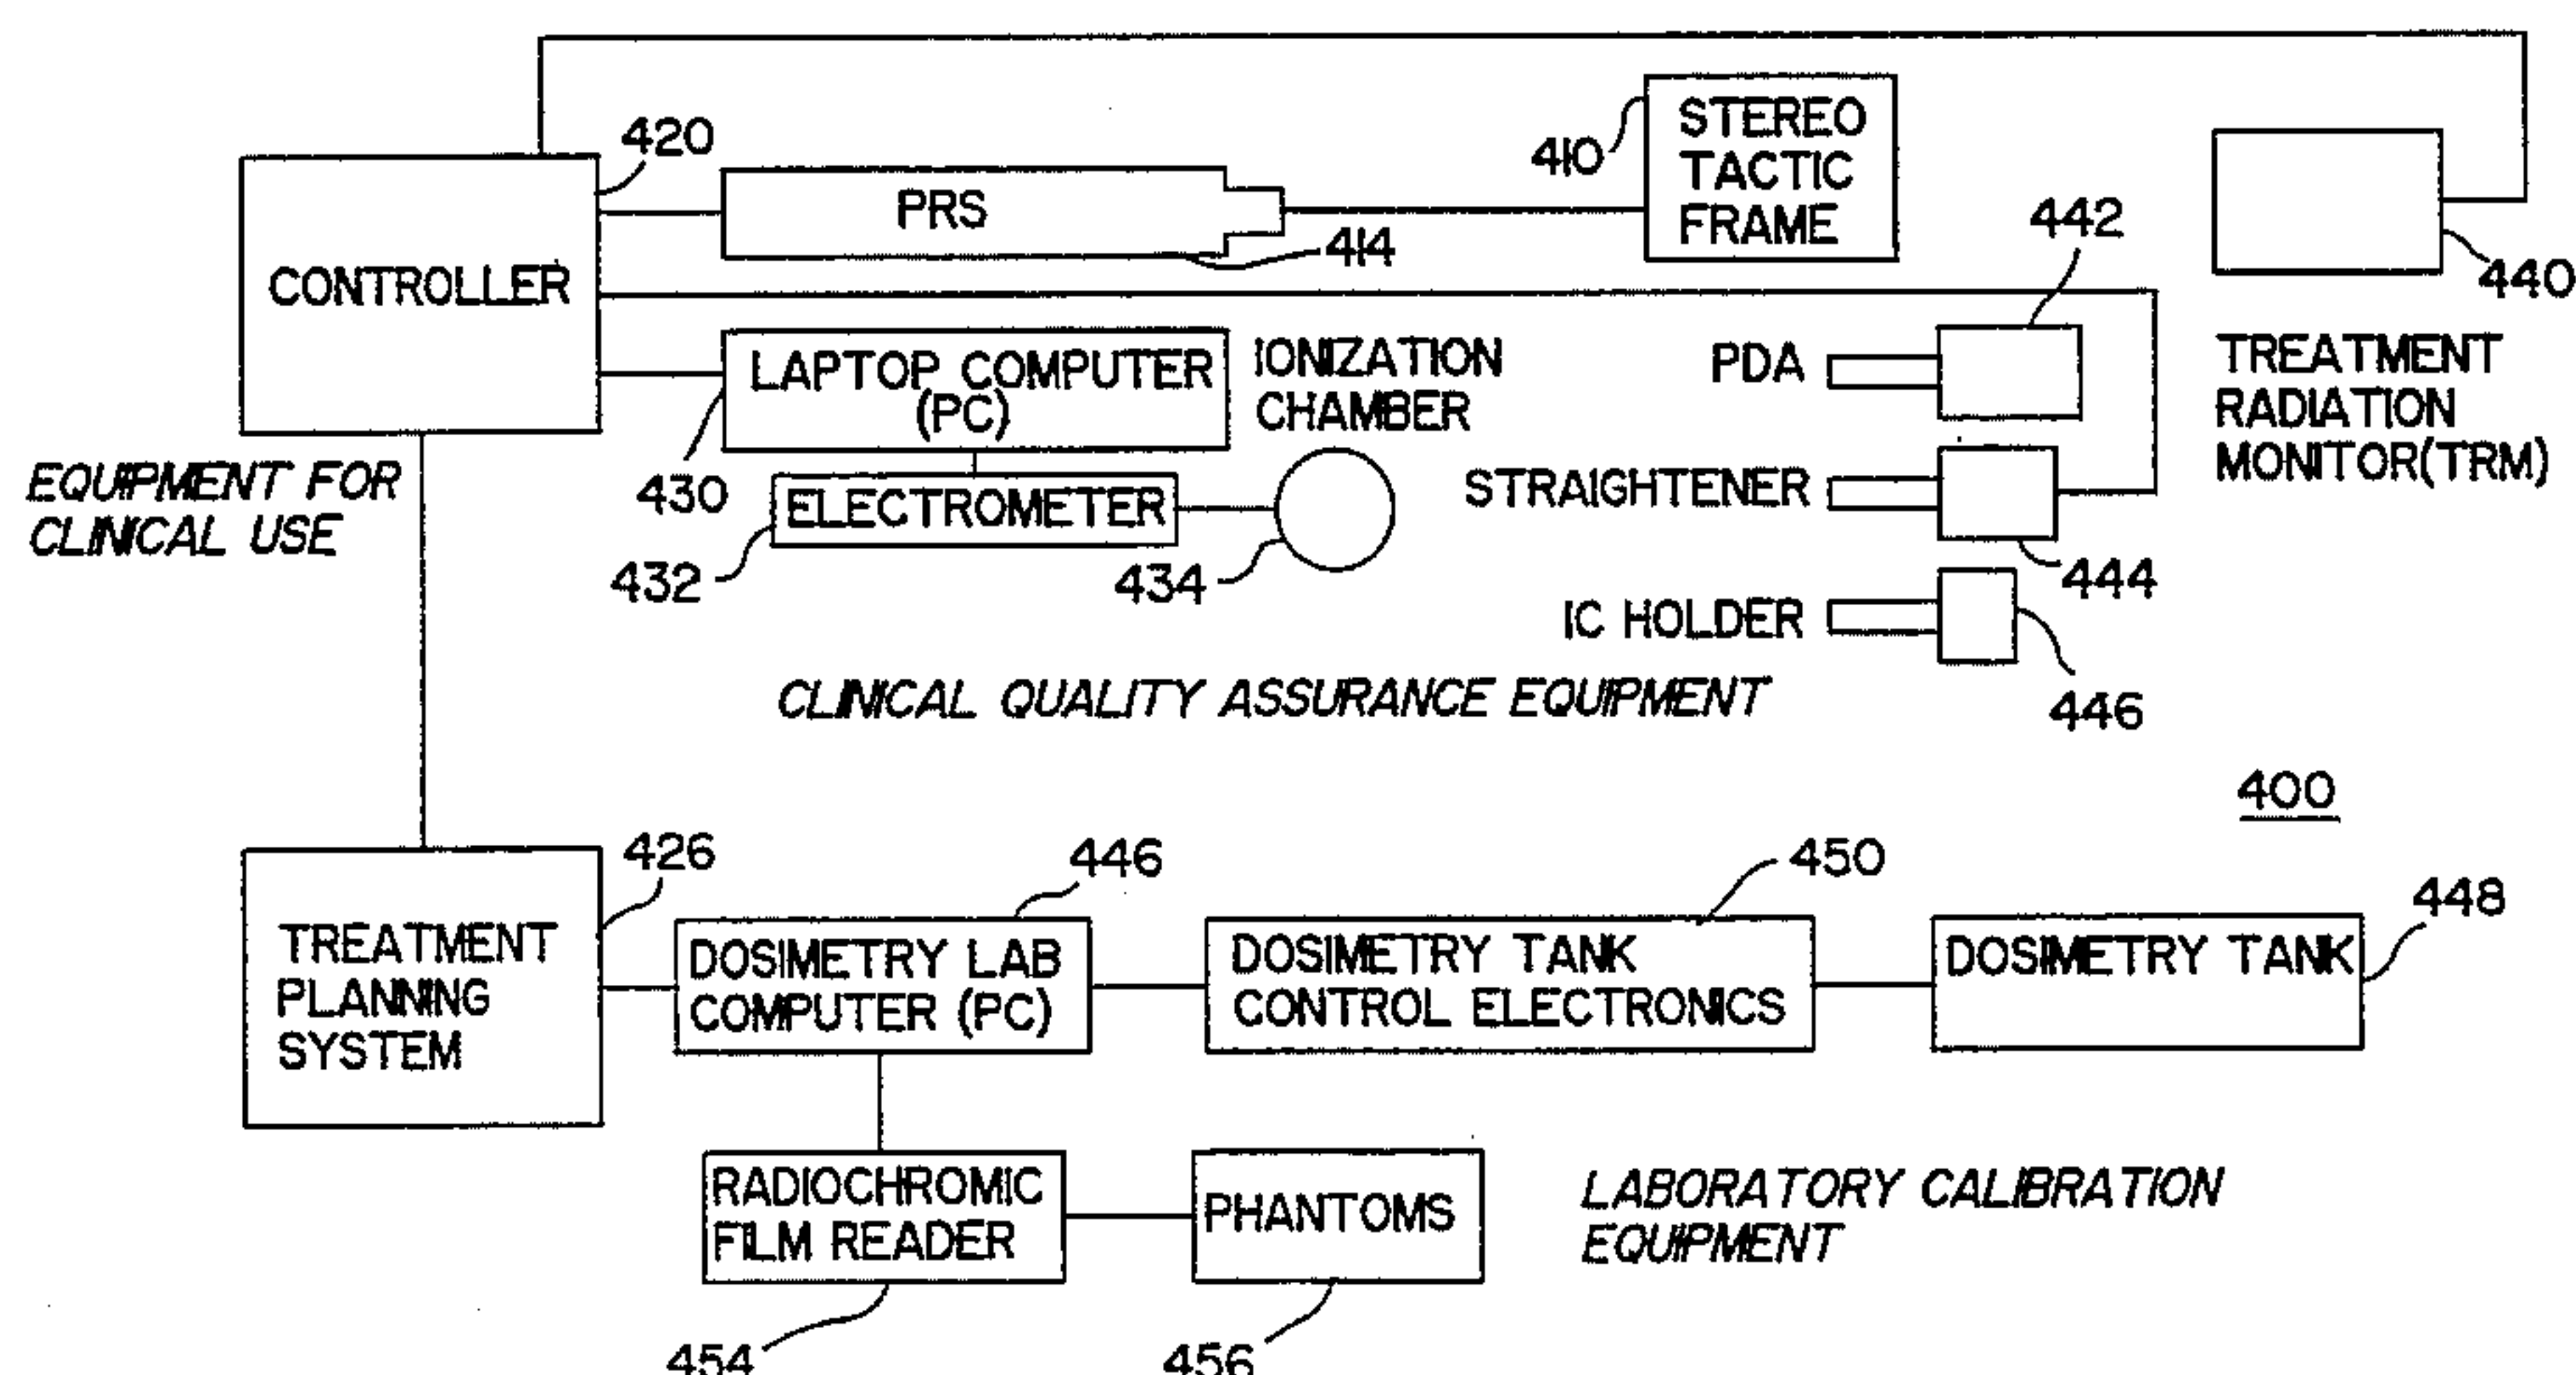 420
CONTROLLER
PRS
414
410
STEREO
TACTIC
FRAME
440
TREATMENT
RADIATION
MONITOR(TRM)
442
PDA
STRAIGHTENER
444
IC HOLDER
446
LAPTOP COMPUTER
(PC)
430
IONIZATION
CHAMBER
ELECTROMETER
432
434
EQUIPMENT FOR
CLINICAL USE
CLINICAL QUALITY ASSURANCE EQUIPMENT
400
426
TREATMENT
PLANNING
SYSTEM
446
DOSIMETRY LAB
COMPUTER (PC)
450
DOSIMETRY TANK
CONTROL ELECTRONICS
448
DOSIMETRY TANK
RADIOCHROMIC
FILM READER
454
PHANTOMS
456
LABORATORY CALIBRATION
EQUIPMENT